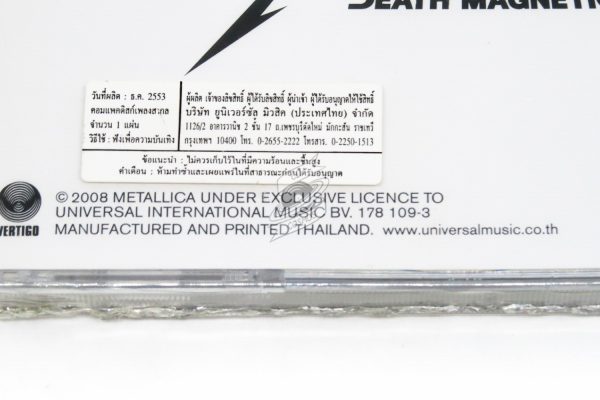 DEATH MAGNETIC
วันที่ผลิต : ธ.ค. 2553
คอมแพคดิสก์เพลงสากล
จำนวน 1 แผ่น
วิธีใช้ : ฟังเพื่อความบันเทิง
ผู้ผลิต เจ้าของลิขสิทธิ์ ผู้ได้รับลิขสิทธิ์ ผู้นำเข้า ผู้ได้รับอนุญาตให้ใช้สิทธิ์
บริษัท ยูนิเวอร์ซัล มิวสิค (ประเทศไทย) จำกัด
1126/2 อาคารวานิช 2 ชั้น 17 ถ.เพชรบุรีตัดใหม่ มักกะสัน ราชเทวี
กรุงเทพฯ 10400 โทร. 0-2655-2222 โทรสาร. 0-2250-1513
ข้อแนะนำ : ไม่ควรเก็บไว้ในที่มีความร้อนและชื้นสูง
คำเตือน : ห้ามทำซ้ำและเผยแพร่ในที่สาธารณะก่อนได้รับอนุญาต
VERTIGO
© 2008 METALLICA UNDER EXCLUSIVE LICENCE TO
UNIVERSAL INTERNATIONAL MUSIC BV. 178 109-3
MANUFACTURED AND PRINTED THAILAND. www.universalmusic.co.th